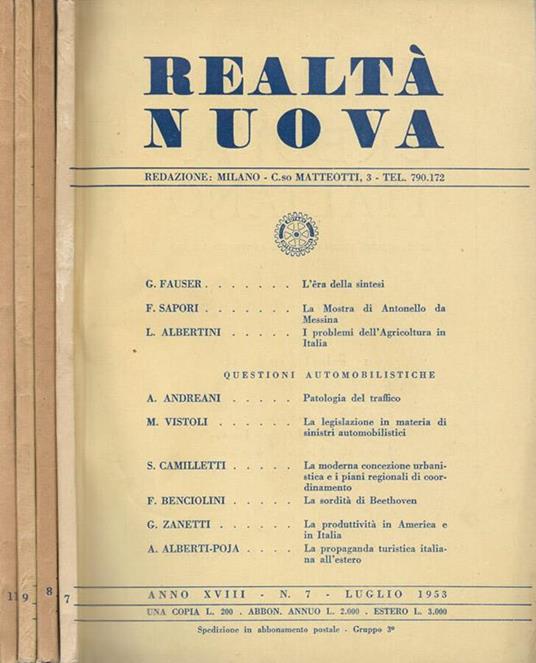 REALTÀ
NUOVA
REDAZIONE: MILANO - C.so MATTEOTTI, 3 - TEL. 790.172
G. FAUSER . . . . . . . L'êra della sintesi
F. SAPORI . . . . . . La Mostra di Antonello da
Messina
L. ALBERTINI . . . . . I problemi dell'Agricoltura in
Italia
QUESTIONI AUTOMOBILISTICHE
A. ANDREANI . . . . . Patologia del traffico
M. VISTOLI . . . . . . La legislazione in materia di
sinistri automobilistici
S. CAMILLETTI . . . . . La moderna concezione urbani-
stica e i piani regionali di coor-
dinamento
F. BENCIOLINI . . . . . La sordità di Beethoven
G. ZANETTI . . . . . . La produttività in America e
in Italia
A. ALBERTI-POJA . . . . La propaganda turistica italia-
na all'estero
ANNO XVIII - N. 7 - LUGLIO 1953
UNA COPIA L. 200 . ABBON. ANNUO L. 2.000 . ESTERO L. 3.000
Spedizione in abbonamento postale - Gruppo 3º
11
9
8
7